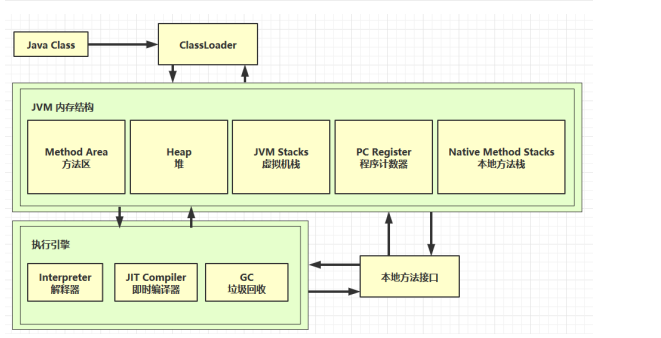 Java Class
ClassLoader
JVM 内存结构
Method Area
方法区
Heap
堆
JVM Stacks
虚拟机栈
PC Register
程序计数器
Native Method Stacks
本地方法栈
执行引擎
Interpreter
解释器
JIT Compiler
即时编译器
GC
垃圾回收
本地方法接口